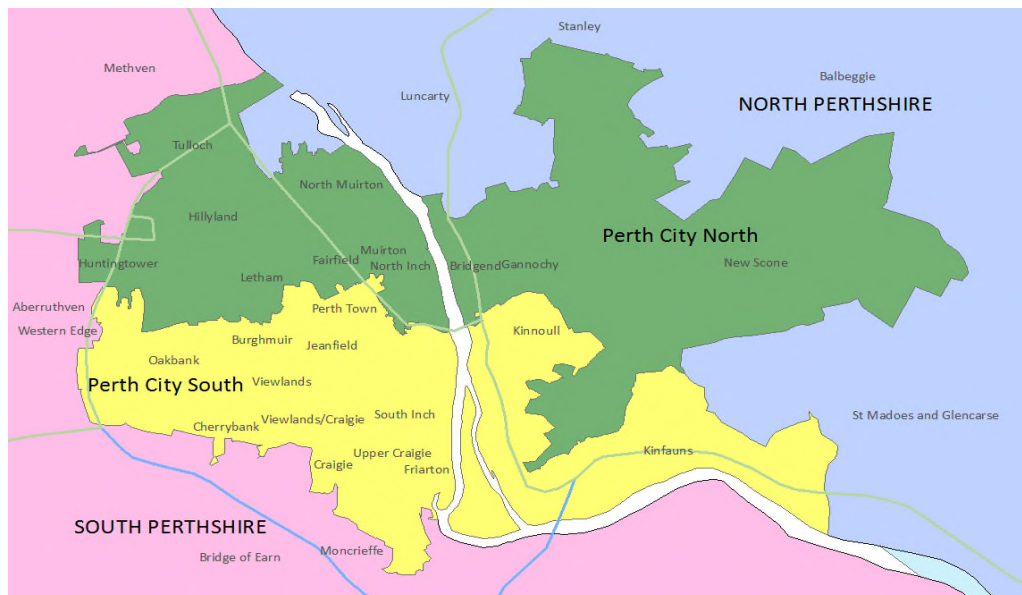 Stanley
Methven
Balbeggie
Luncarty
NORTH PERTHSHIRE
Tulloch
North Muirton
Hillyland
Perth City North
Muirton
Huntingtower
Fairfield
North Inch
Bridgend
Gannochy
New Scone
Letham
Aberruthven
Perth Town
Western Edge
Kinnoull
Burghmuir
Jeanfield
Oakbank
Perth City South
Viewlands
South Inch
St Madoes and Glencarse
Viewlands/Craigie
Cherrybank
Upper Craigie
Kinfauns
Craigie
Friarton
SOUTH PERTHSHIRE
Moncrieffe
Bridge of Earn